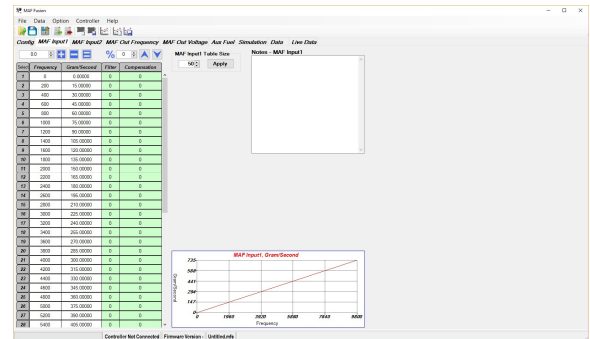 MAF Fusion
File Data Option Controller Help
Config MAF Input1 MAF Input2 MAF Out Frequency MAF Out Voltage Aux Fuel Simulation Data Data Live Data
0.0 % 0
MAF Input1 Table Size
50 Apply
Notes - MAF Input1
Select Frequency Gram/Second Filter Compensation
1 0 0.00000 0 0
2 200 15.00000 0 0
3 400 30.00000 0 0
4 600 45.00000 0 0
5 800 60.00000 0 0
6 1000 75.00000 0 0
7 1200 90.00000 0 0
8 1400 105.00000 0 0
9 1600 120.00000 0 0
10 1800 135.00000 0 0
11 2000 150.00000 0 0
12 2200 165.00000 0 0
13 2400 180.00000 0 0
14 2600 195.00000 0 0
15 2800 210.00000 0 0
16 3000 225.00000 0 0
17 3200 240.00000 0 0
18 3400 255.00000 0 0
19 3600 270.00000 0 0
20 3800 285.00000 0 0
21 4000 300.00000 0 0
22 4200 315.00000 0 0
23 4400 330.00000 0 0
24 4600 345.00000 0 0
25 4800 360.00000 0 0
26 5000 375.00000 0 0
27 5200 390.00000 0 0
28 5400 405.00000 0 0
MAF Input1, Gram/Second
Gram/Second
735
588
441
294
147
0
0 1960 3920 5880 7840 9800
Frequency
Controller Not Connected Firmware Version - Untitled.mfs